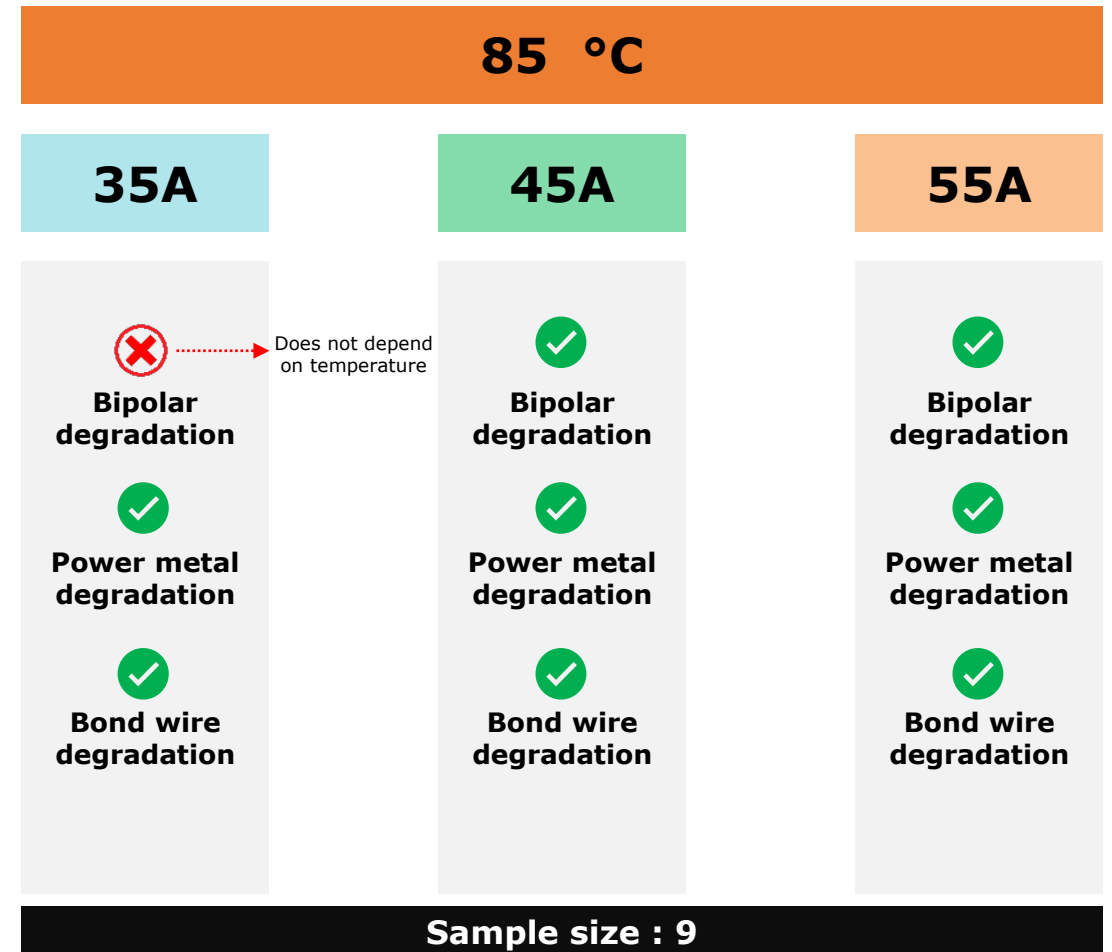 85 °C
35A
45A
55A
Does not depend
on temperature
Bipolar
degradation
Power metal
degradation
Bond wire
degradation
Bipolar
degradation
Power metal
degradation
Bond wire
degradation
Bipolar
degradation
Power metal
degradation
Bond wire
degradation
Sample size : 9